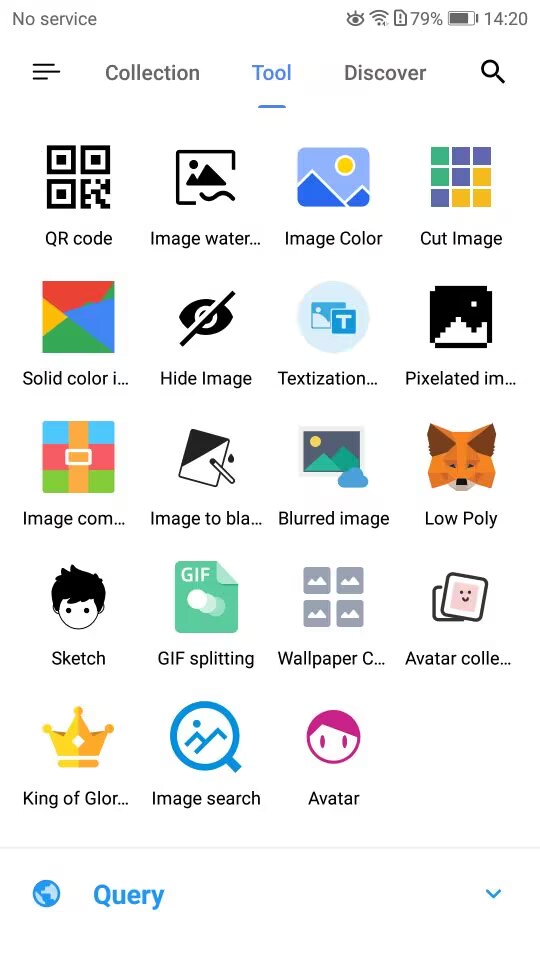 No service 79% 14:20
Collection Tool Discover
QR code Image water... Image Color Cut Image
Solid color i... Hide Image Textization... Pixelated im...
T
Image com... Image to bla... Blurred image Low Poly
GIF
Sketch GIF splitting Wallpaper C... Avatar colle...
King of Glor... Image search Avatar
Query